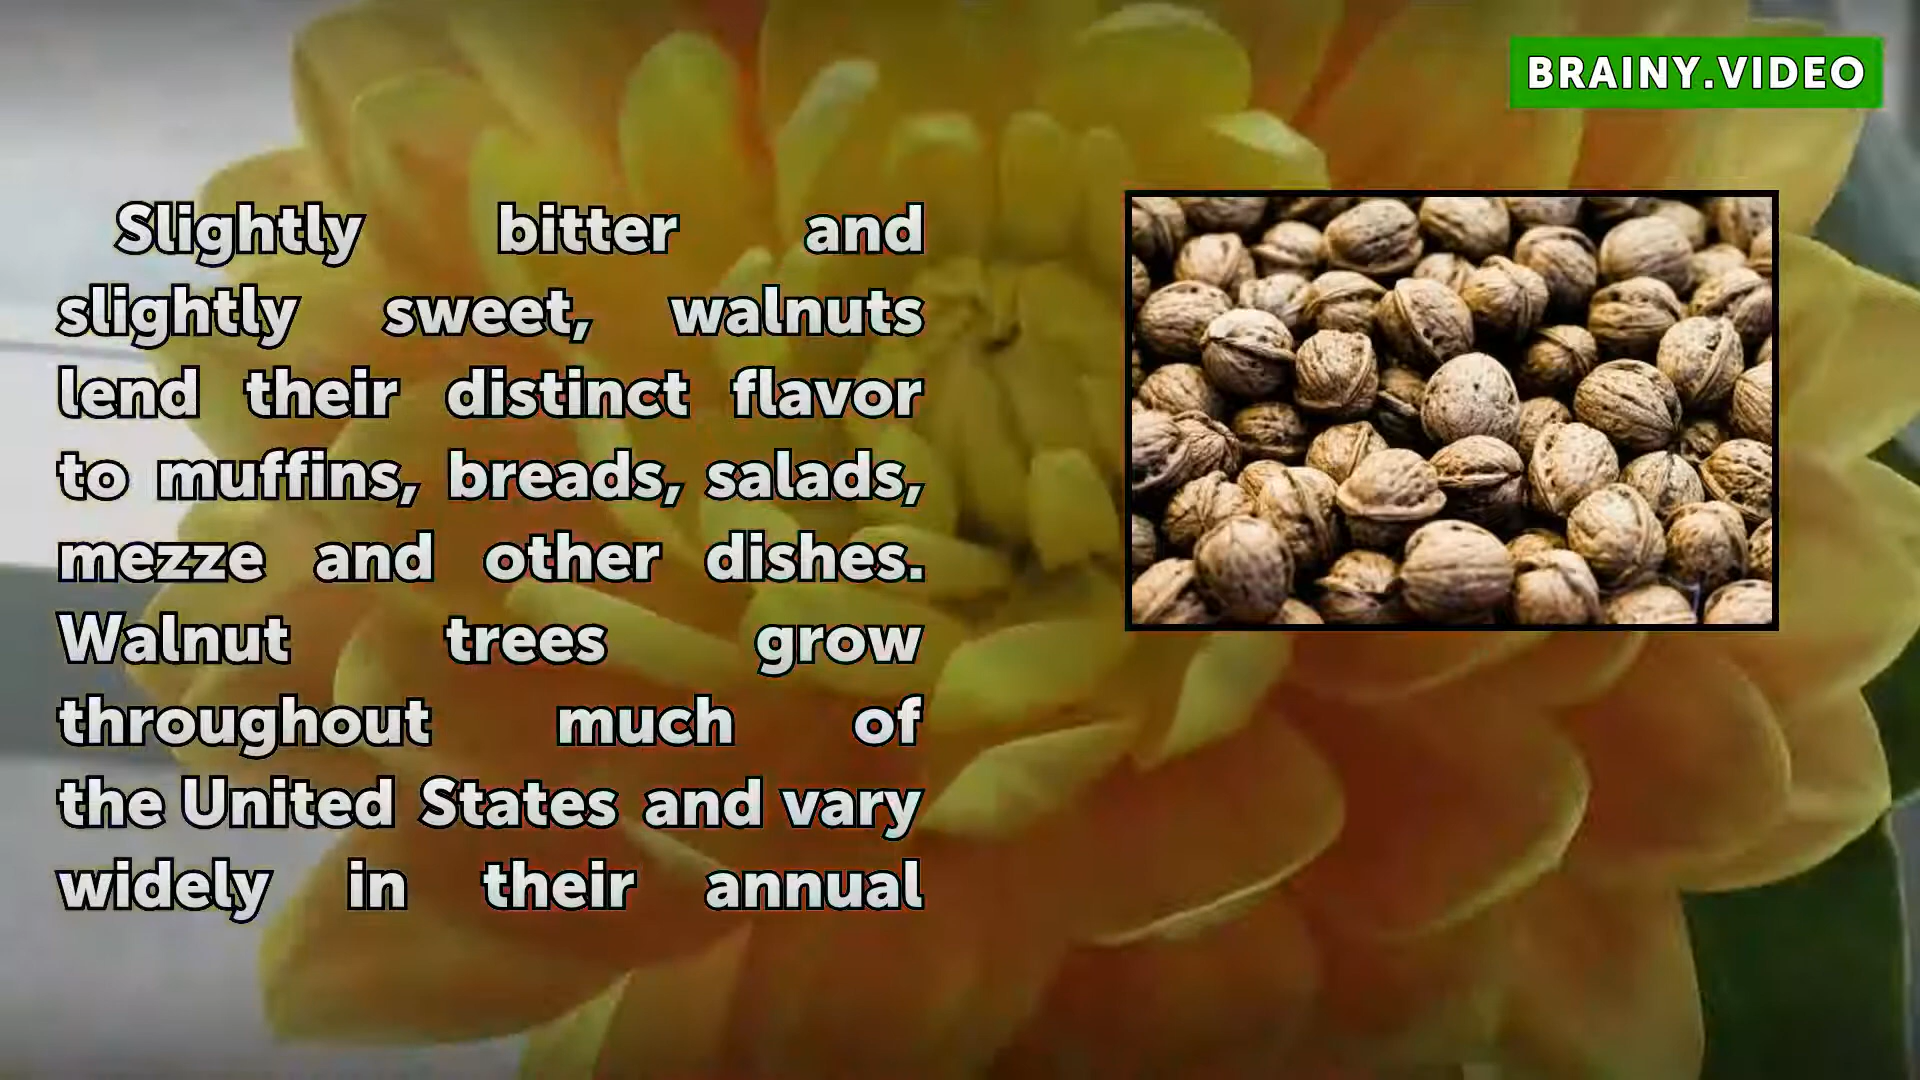 BRAINY.VIDEO
Slightly bitter and
slightly sweet, walnuts
lend their distinct flavor
to muffins, breads, salads,
mezze and other dishes.
Walnut trees grow
throughout much of
the United States and vary
widely in their annual